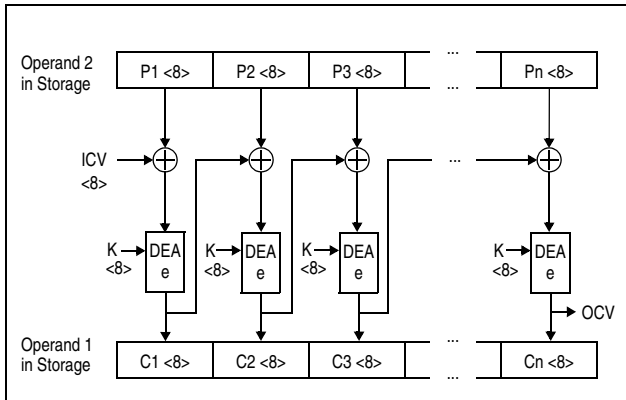 Operand 2
in Storage
P1 <8> P2 <8> P3 <8> ... ... Pn <8>
ICV
<8>
...
K
<8>
DEA
e
K
<8>
DEA
e
K
<8>
DEA
e
K
<8>
DEA
e
OCV
Operand 1
in Storage
C1 <8> C2 <8> C3 <8> ... ... Cn <8>